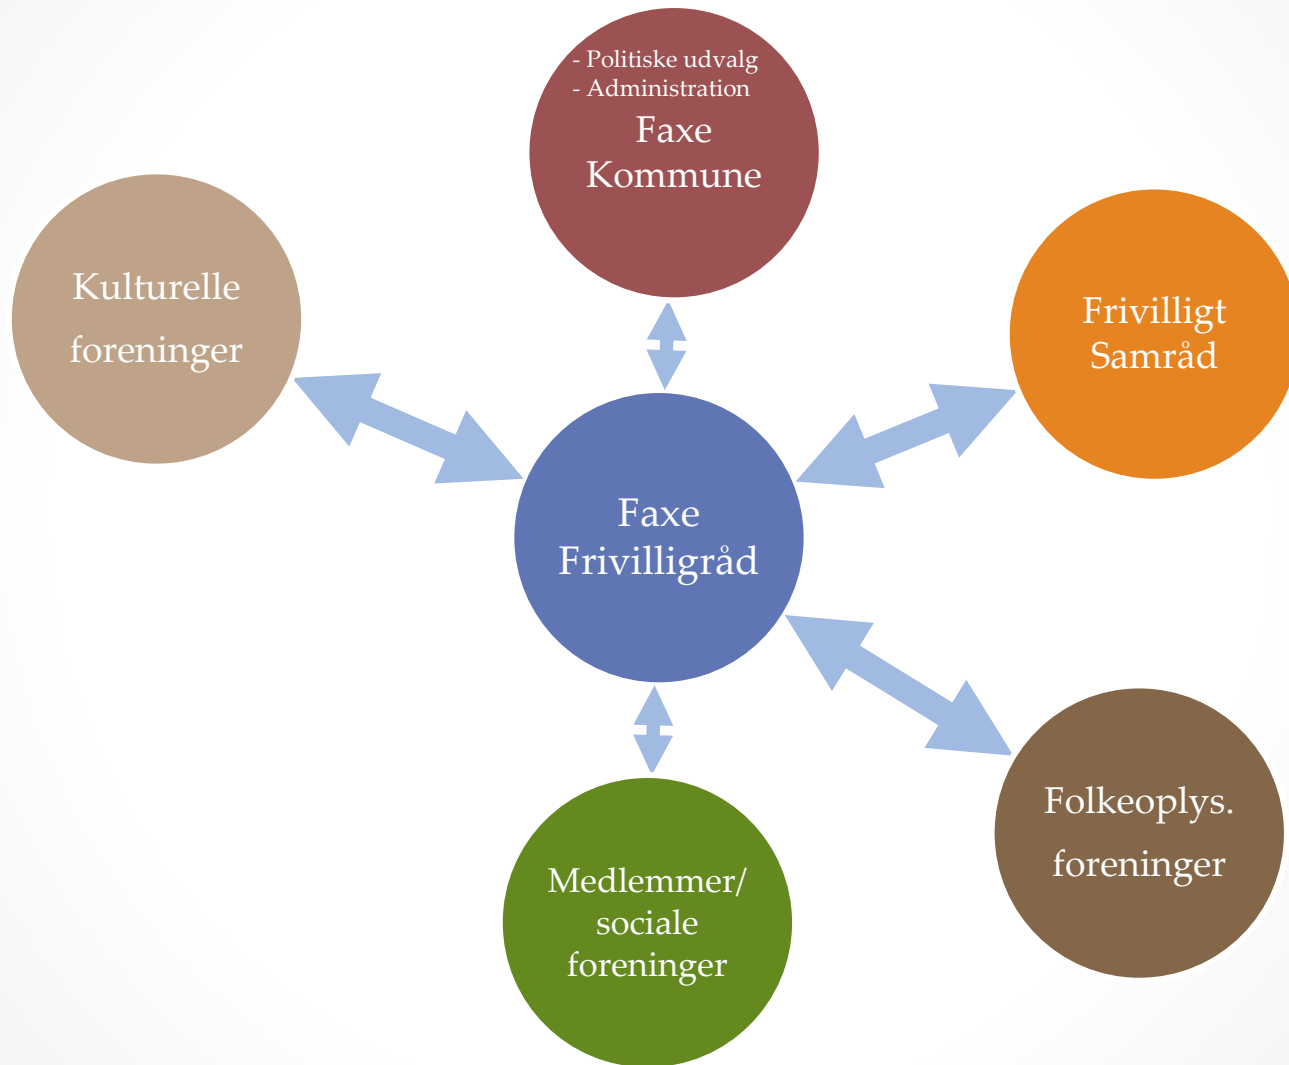 - Politiske udvalg
- Administration
Faxe
Kommune
Kulturelle
foreninger
Frivilligt
Samråd
Faxe
Frivilligråd
Folkeoplys.
foreninger
Medlemmer/
sociale
foreninger